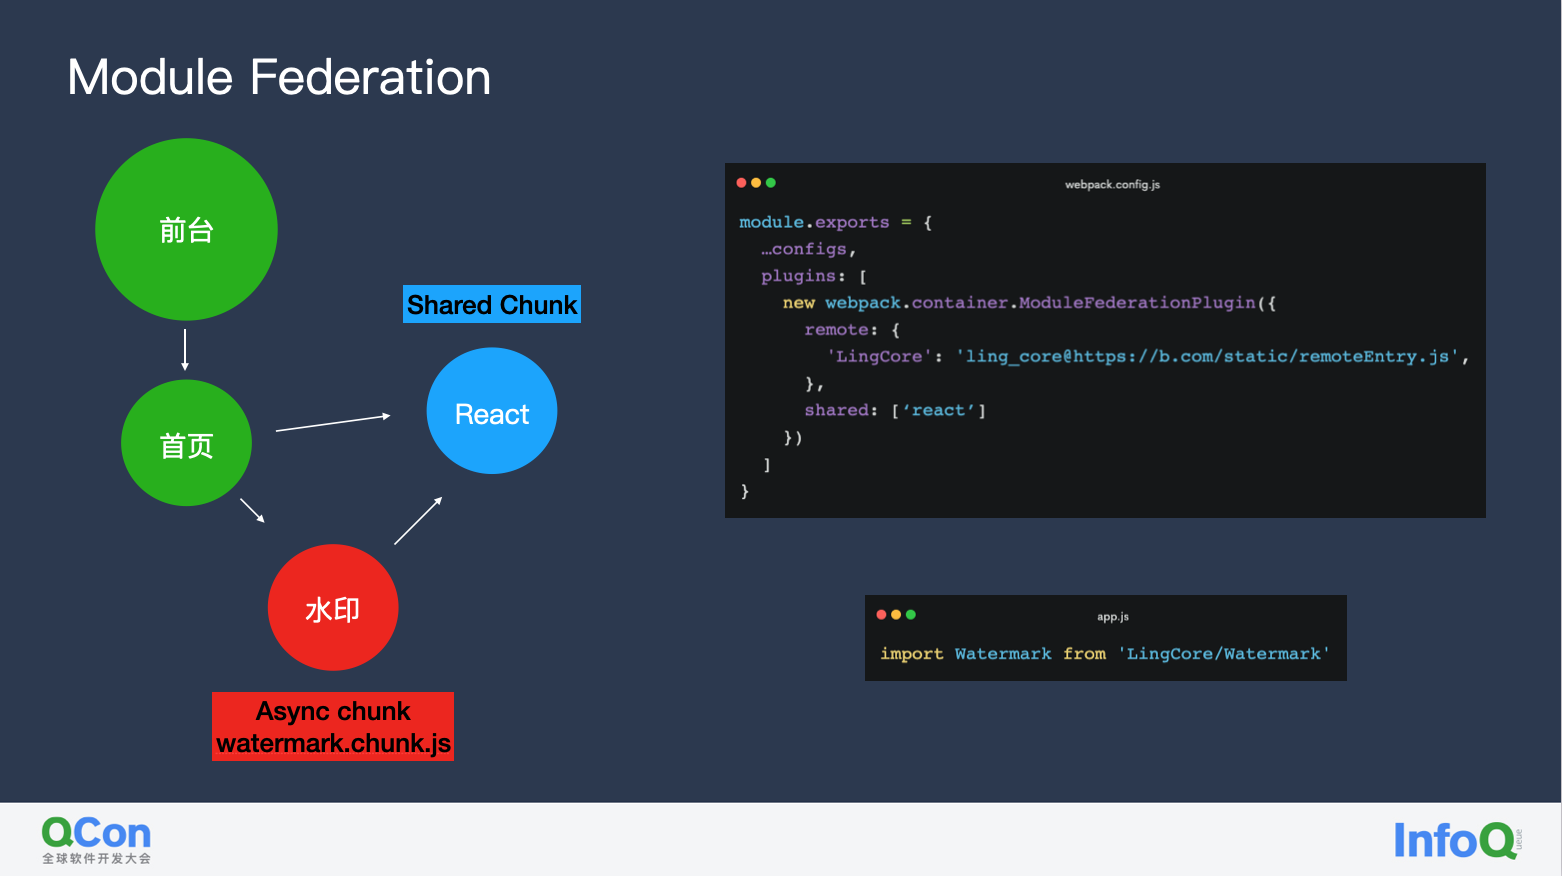 Module Federation
前台
Shared Chunk
首页
React
水印
Async chunk
watermark.chunk.js
webpack.config.js
module.exports = {
…configs,
plugins: [
new webpack.container.ModuleFederationPlugin({
remote: {
'LingCore': 'ling_core@https://b.com/static/remoteEntry.js',
},
shared: [‘react’]
})
]
}
app.js
import Watermark from 'LingCore/Watermark'
QCon
全球软件开发大会
InfoQ
ueue